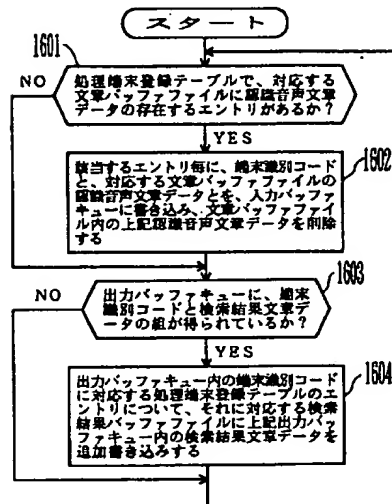 スタート
1601
処理端末登録テーブルで、対応する
文章バッファファイルに認識音声文章
データの存在するエントリがあるか?
NO
YES
1602
該当するエントリ毎に、端末識別コード
と、対応する文章バッファファイルの
認識音声文章データとを、入力バッフ
ァキューに書き込み、文章バッファファ
イル内の上記認識音声文章データを削除
する
1603
出力バッファキューに、端末
識別コードと検索結果文章デー
タの組が得られているか?
NO
YES
1604
出力バッファキュー内の端末識別コード
に対応する処理端末登録テーブルのエ
ントリについて、それに対応する検索
結果バッファファイルに上記出力バッ
ファキュー内の検索結果文章データを
追加書き込みする